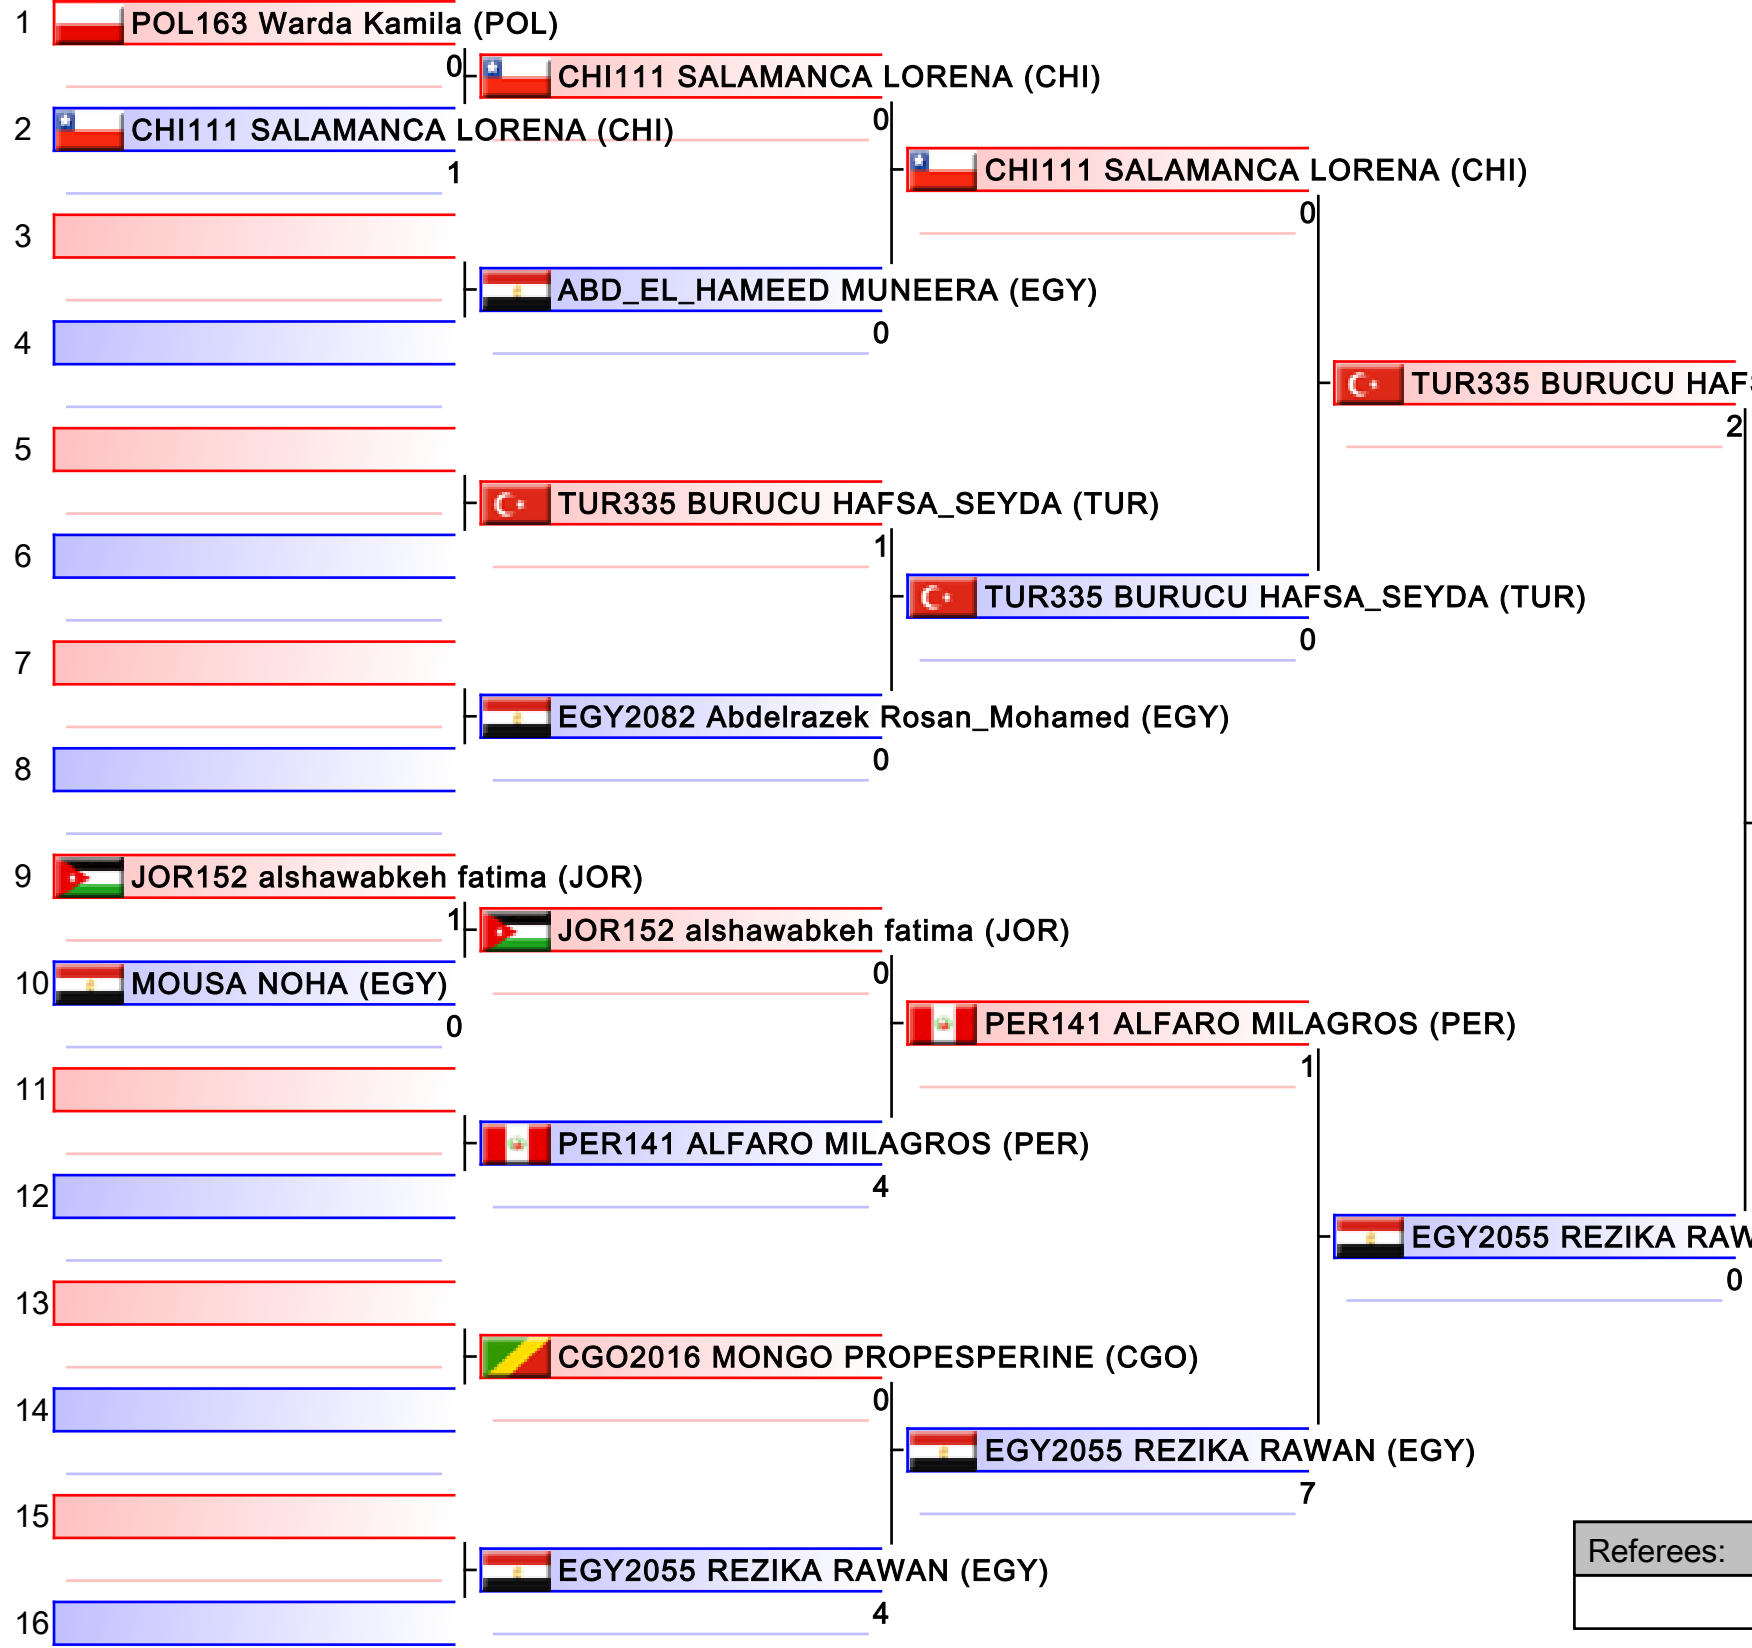 1
POL163 Warda Kamila (POL)
0
CHI111 SALAMANCA LORENA (CHI)
0
2
CHI111 SALAMANCA LORENA (CHI)
1
CHI111 SALAMANCA LORENA (CHI)
0
3
ABD_EL_HAMEED MUNEERA (EGY)
0
4
TUR335 BURUCU HAF
2
5
TUR335 BURUCU HAFSA_SEYDA (TUR)
1
6
TUR335 BURUCU HAFSA_SEYDA (TUR)
0
7
EGY2082 Abdelrazek Rosan_Mohamed (EGY)
0
8
9
JOR152 alshawabkeh fatima (JOR)
1
JOR152 alshawabkeh fatima (JOR)
0
10
MOUSA NOHA (EGY)
0
PER141 ALFARO MILAGROS (PER)
1
11
PER141 ALFARO MILAGROS (PER)
4
12
EGY2055 REZIKA RAW
0
13
CGO2016 MONGO PROPESPERINE (CGO)
0
14
EGY2055 REZIKA RAWAN (EGY)
7
15
Referees:
EGY2055 REZIKA RAWAN (EGY)
4
16